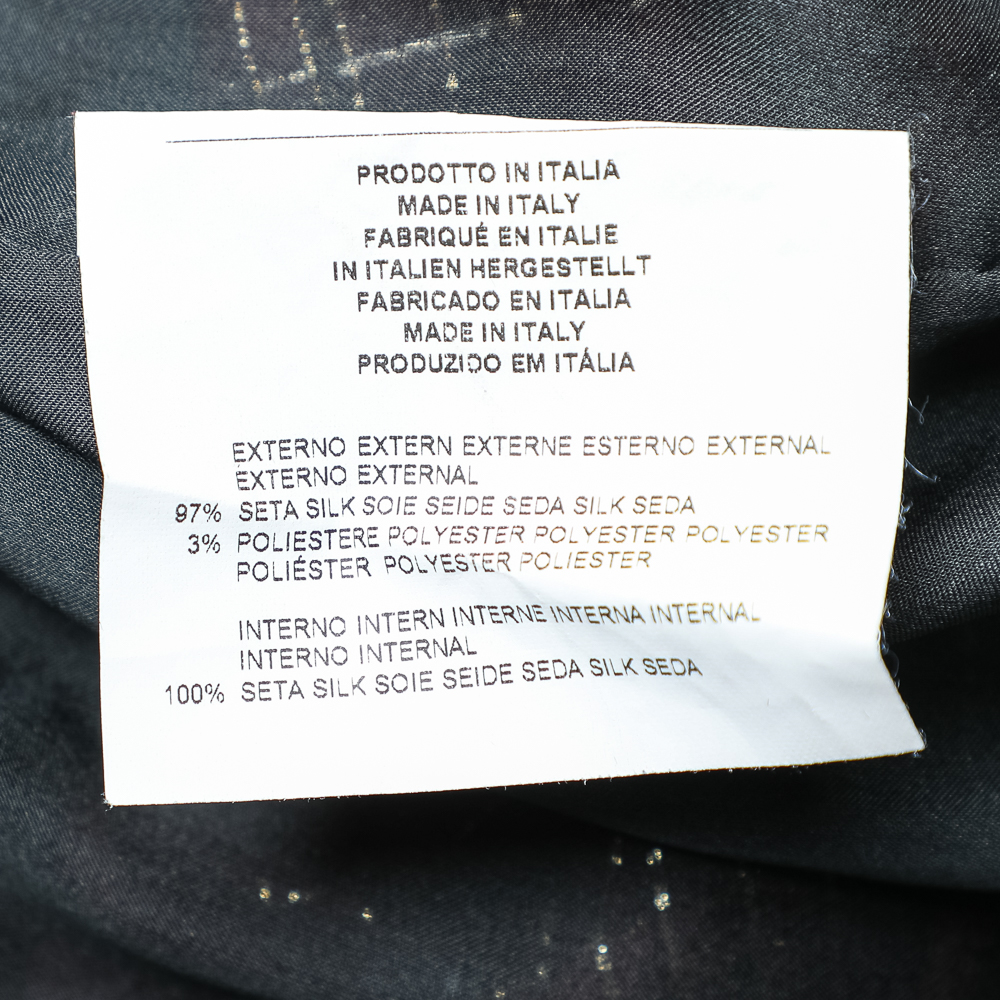 PRODOTTO IN ITALIA
MADE IN ITALY
FABRIQUÉ EN ITALIE
IN ITALIEN HERGESTELLT
FABRICADO EN ITALIA
MADE IN ITALY
PRODUZIDO EM ITÁLIA
EXTERNO EXTERN EXTERNE ESTERNO EXTERNAL
EXTERNO EXTERNAL
97% SETA SILK SOIE SEIDE SEDA SILK SEDA
3% POLIESTERE POLYESTER POLYESTER POLYESTER
POLIÉSTER POLYESTER POLIESTER
INTERNO INTERN INTERNE INTERNA INTERNAL
INTERNO INTERNAL
100% SETA SILK SOIE SEIDE SEDA SILK SEDA